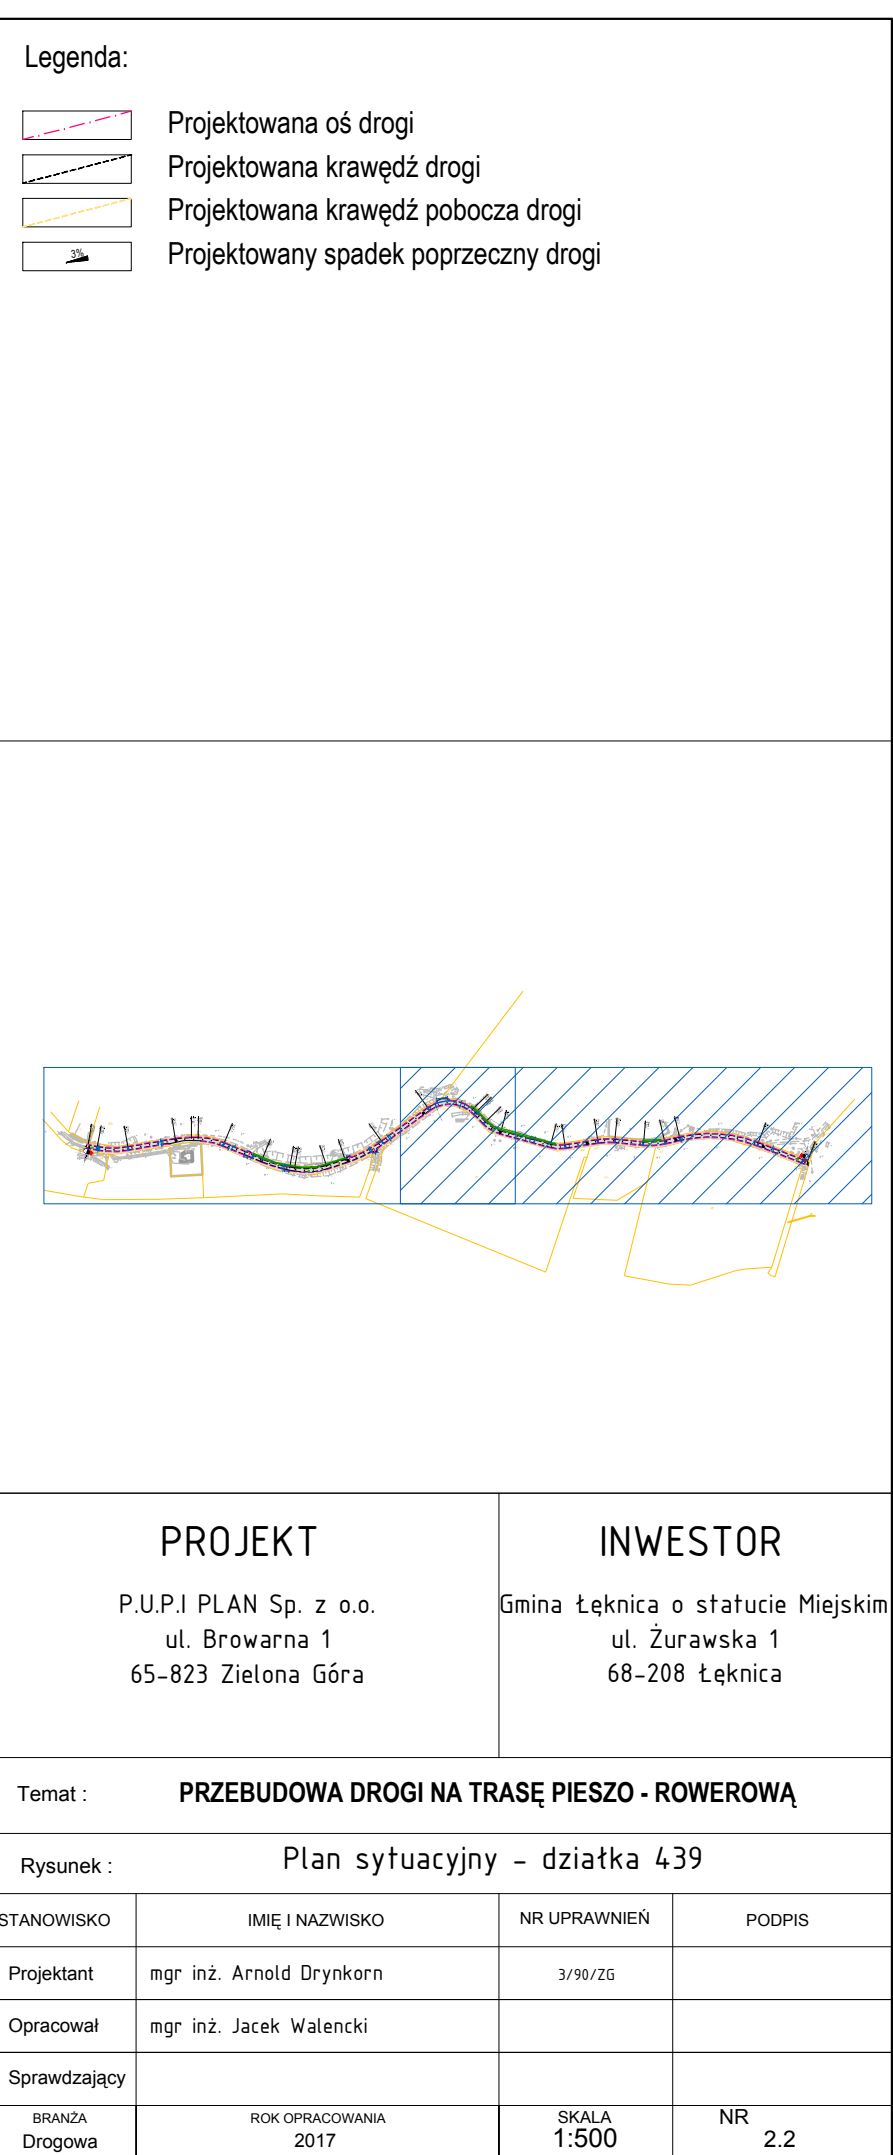 Legenda:
Projektowana oś drogi
Projektowana krawędź drogi
Projektowana krawędź pobocza drogi
3%
Projektowany spadek poprzeczny drogi
PROJEKT
P.U.P.I PLAN Sp. z o.o.
ul. Browarna 1
65-823 Zielona Góra
INWESTOR
Gmina Łęknica o statucie Miejskim
ul. Żurawska 1
68-208 Łęknica
Temat :
PRZEBUDOWA DROGI NA TRASĘ PIESZO - ROWEROWĄ
Rysunek :
Plan sytuacyjny - działka 439
STANOWISKO
IMIĘ I NAZWISKO
NR UPRAWNIEŃ
PODPIS
Projektant
mgr inż. Arnold Drynkorn
3/90/ZG
Opracował
mgr inż. Jacek Walencki
Sprawdzający
BRANŻA
Drogowa
ROK OPRACOWANIA
2017
SKALA
1:500
NR
2.2